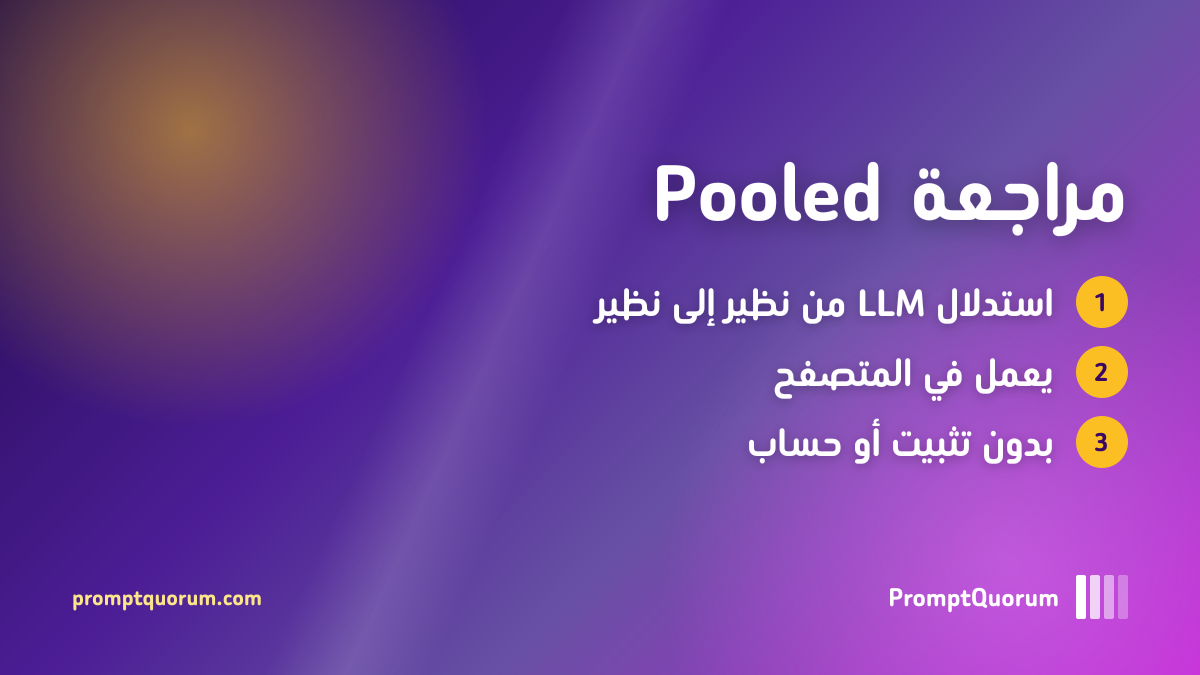 مراجعة Pooled
1 استدلال LLM من نظير إلى نظير
2 يعمل في المتصفح
3 بدون تثبيت أو حساب
PromptQuorum
promptquorum.com